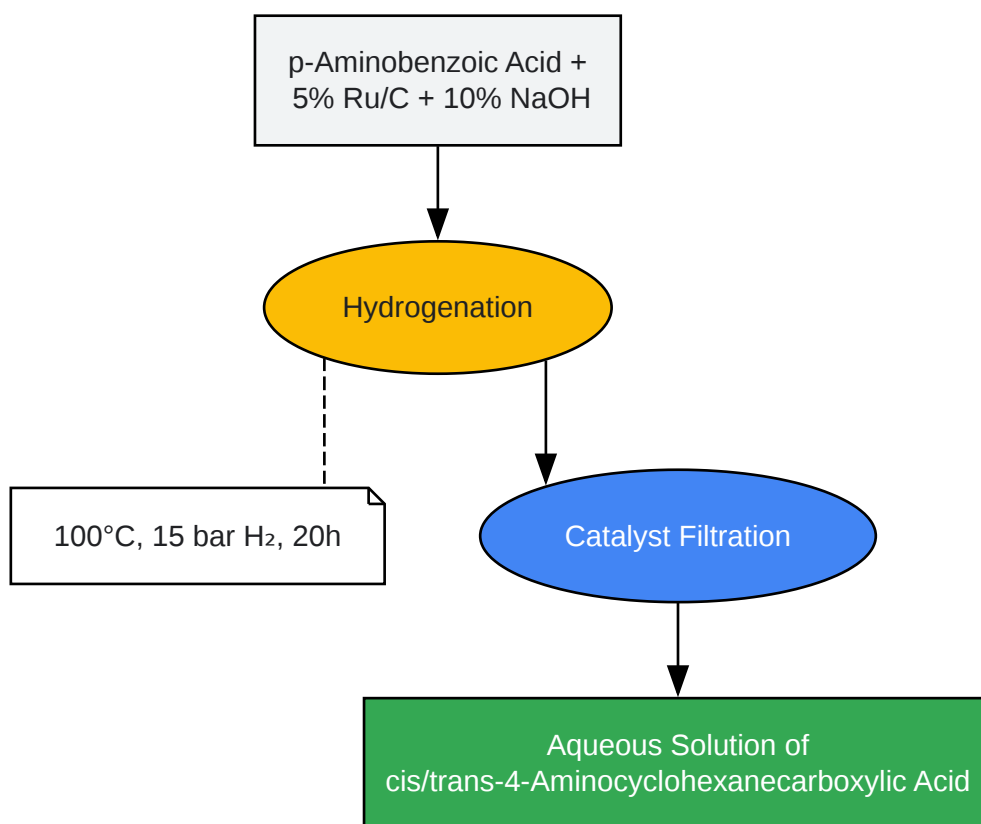 p-Aminobenzoic Acid +
5% Ru/C + 10% NaOH
Hydrogenation
100°C, 15 bar H₂, 20h
Catalyst Filtration
Aqueous Solution of
cis/trans-4-Aminocyclohexanecarboxylic Acid